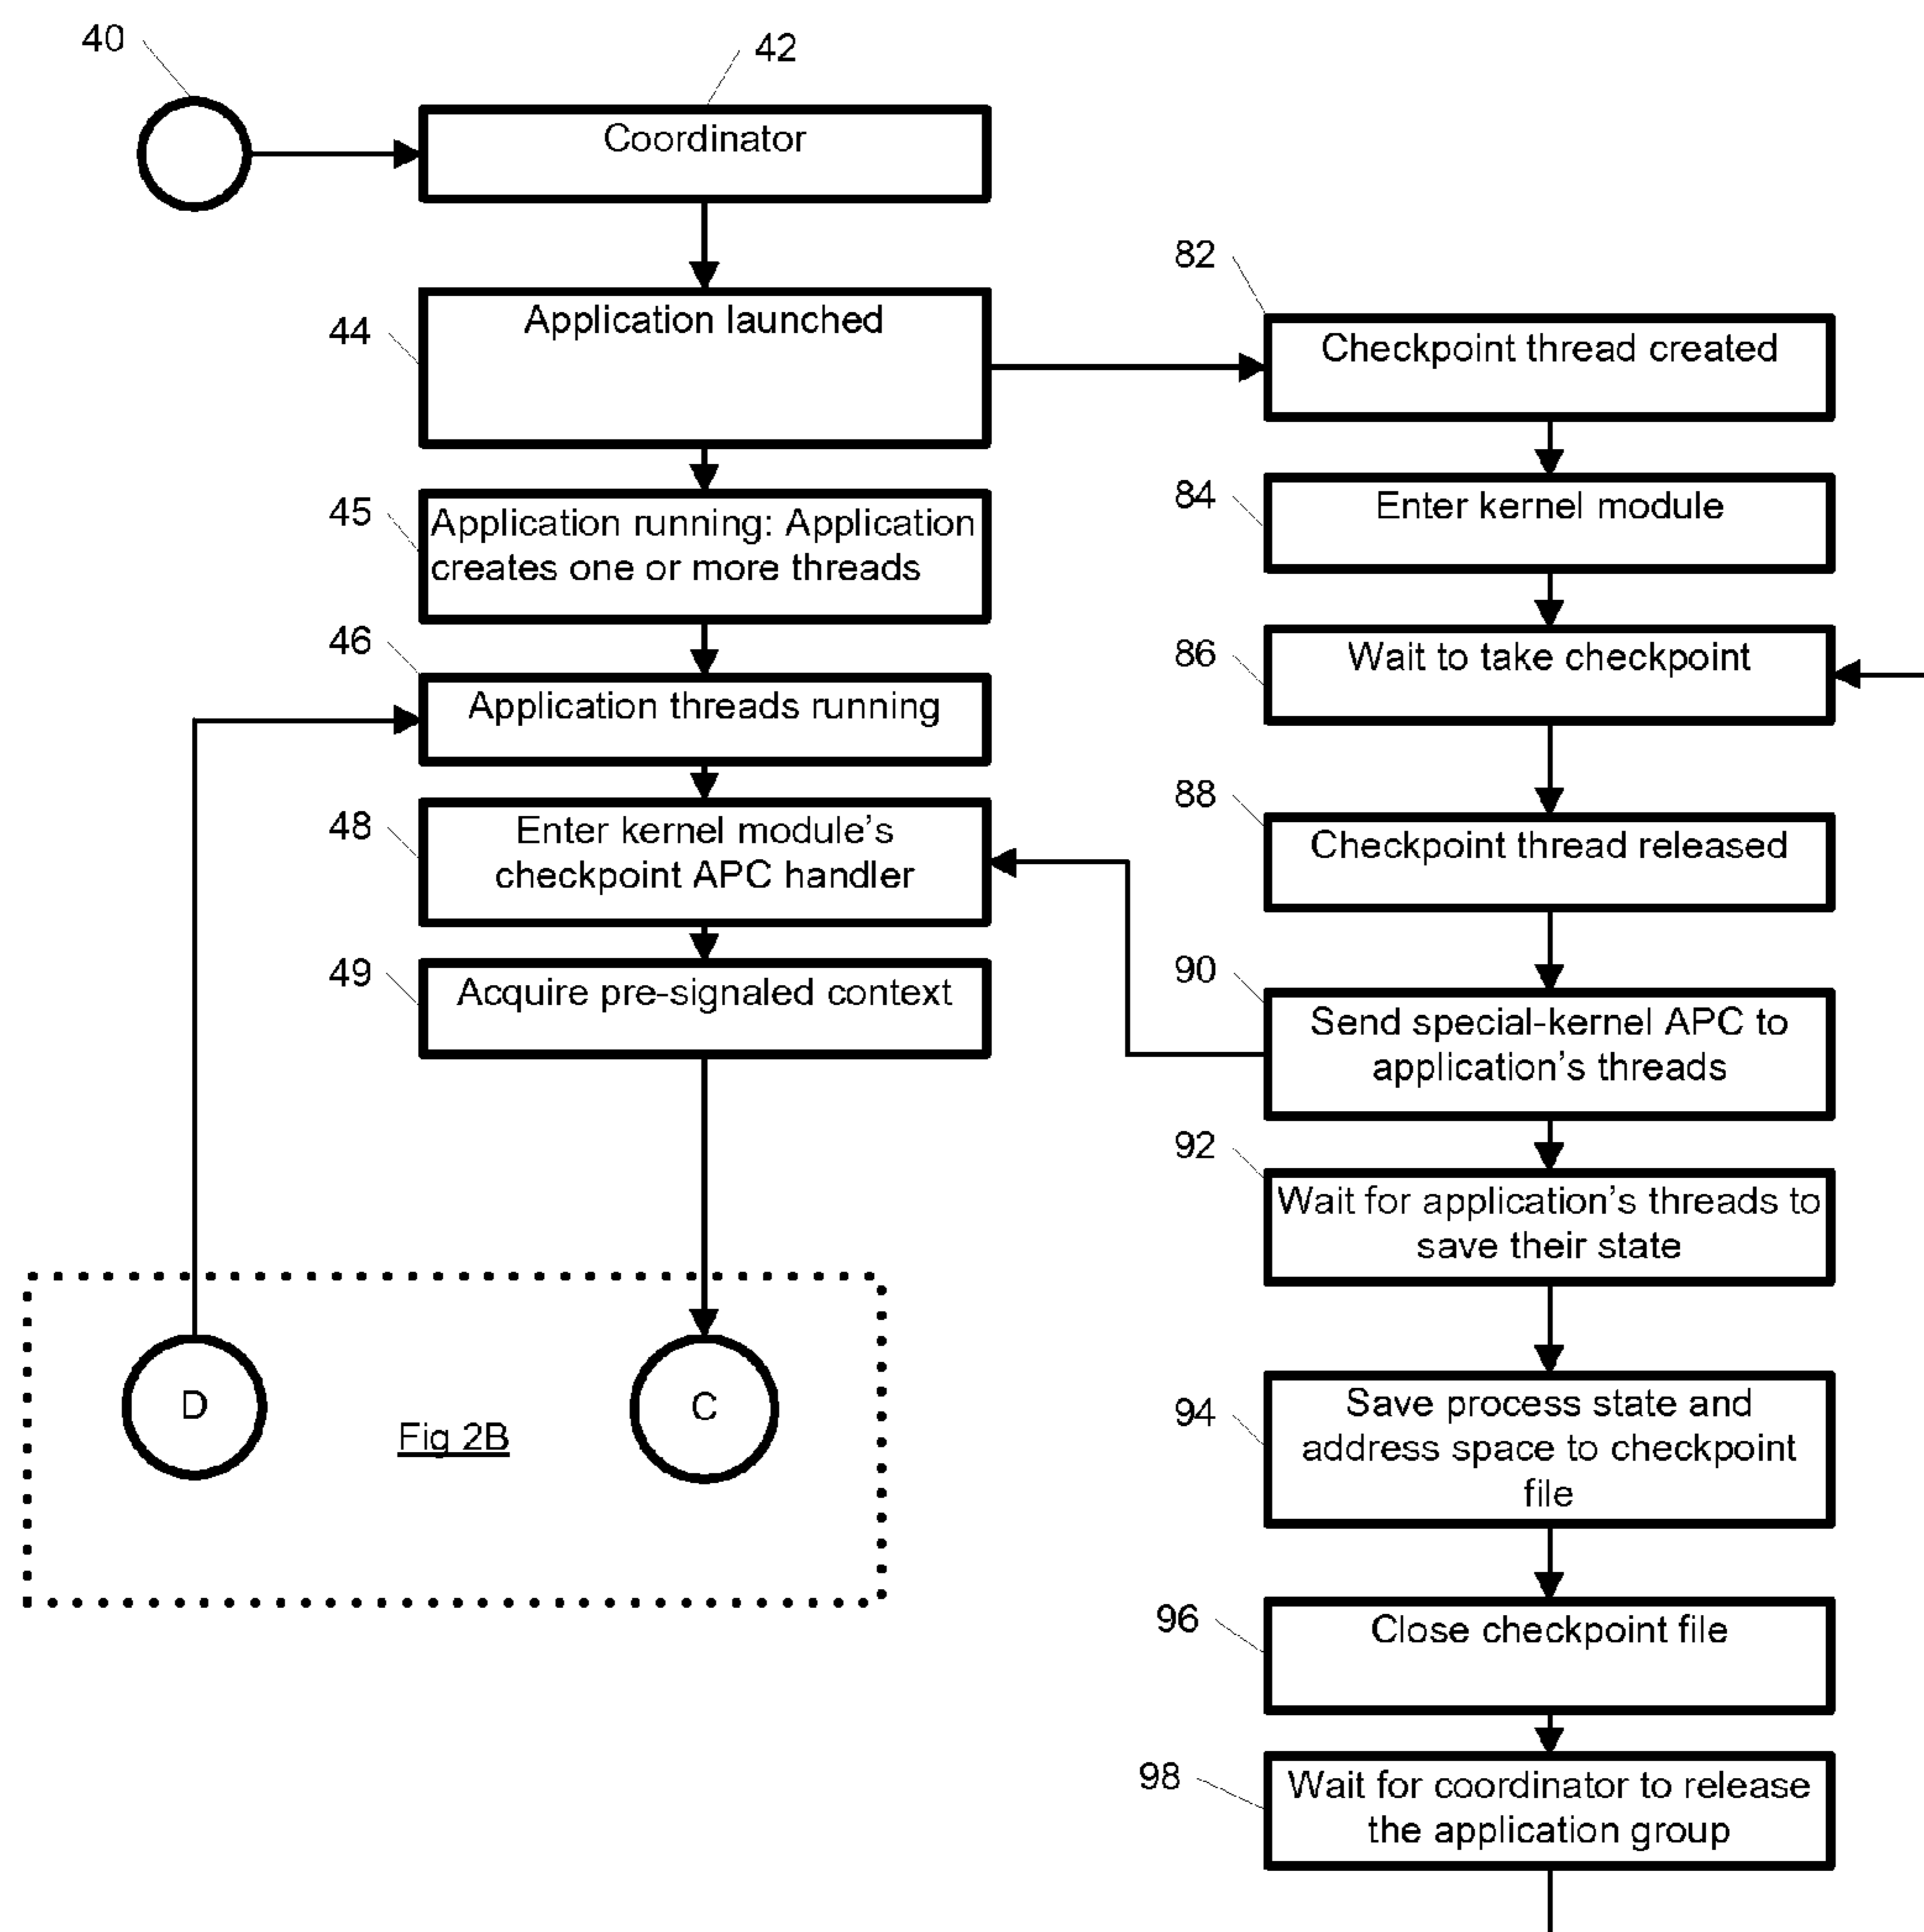 40
42
Coordinator
44
Application launched
45
Application running: Application
creates one or more threads
46
Application threads running
48
Enter kernel module's
checkpoint APC handler
49
Acquire pre-signaled context
D
Fig 2B
C
82
Checkpoint thread created
84
Enter kernel module
86
Wait to take checkpoint
88
Checkpoint thread released
90
Send special-kernel APC to
application's threads
92
Wait for application's threads to
save their state
94
Save process state and
address space to checkpoint
file
96
Close checkpoint file
98
Wait for coordinator to release
the application group